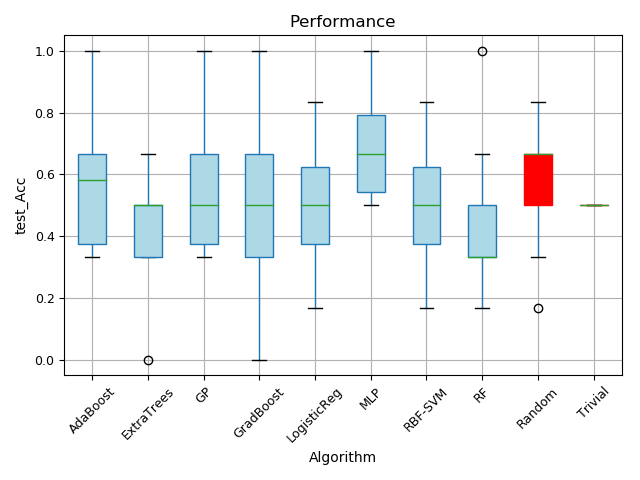 Performance
test_Acc
1.0
0.8
0.6
0.4
0.2
0.0
AdaBoost
ExtraTrees
GP
GradBoost
LogisticReg
MLP
RBF-SVM
RF
Random
Trivial
Algorithm